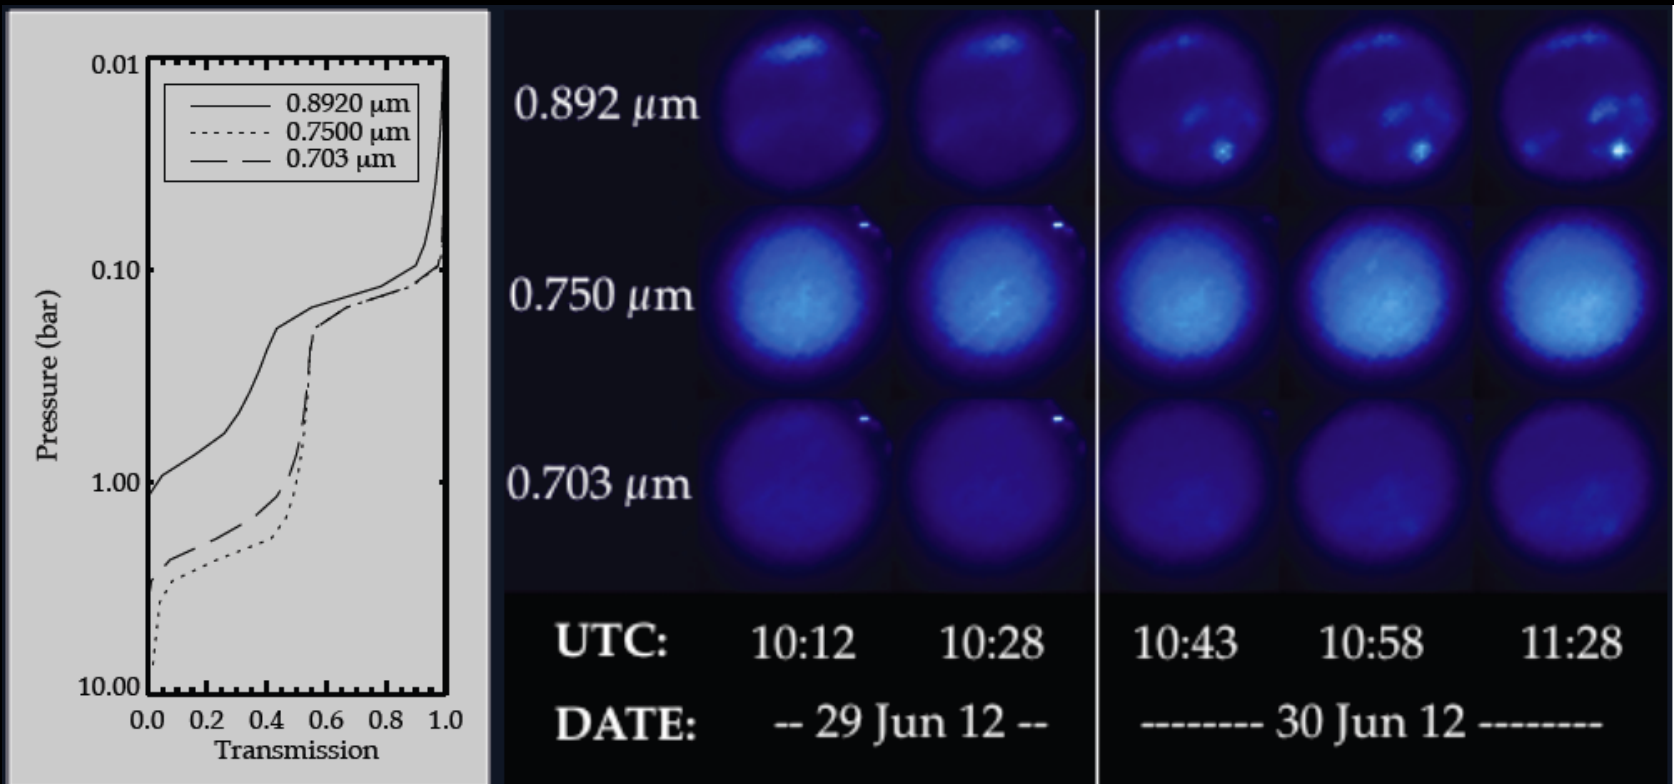 0.01
0.10
1.00
10.00
Pressure (bar)
0.8920 μm
0.7500 μm
0.703 μm
0.0 0.2 0.4 0.6 0.8 1.0
Transmission
0.892 μm
0.750 μm
0.703 μm
UTC: 10:12 10:28 10:43 10:58 11:28
DATE: -- 29 Jun 12 -- -------- 30 Jun 12 --------